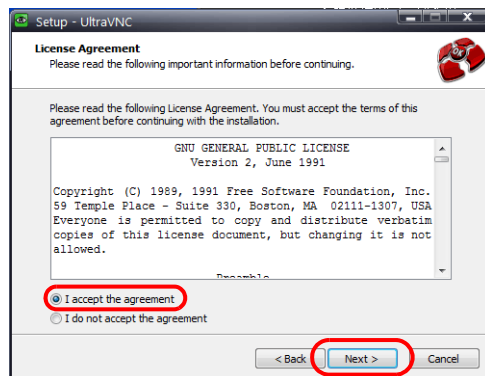 Setup - UltraVNC
License Agreement
Please read the following important information before continuing.
Please read the following License Agreement. You must accept the terms of this
agreement before continuing with the installation.
GNU GENERAL PUBLIC LICENSE
Version 2, June 1991
Copyright (C) 1989, 1991 Free Software Foundation, Inc.
59 Temple Place - Suite 330, Boston, MA 02111-1307, USA
Everyone is permitted to copy and distribute verbatim
copies of this license document, but changing it is not
allowed.
Preamble
I accept the agreement
I do not accept the agreement
< Back
Next >
Cancel